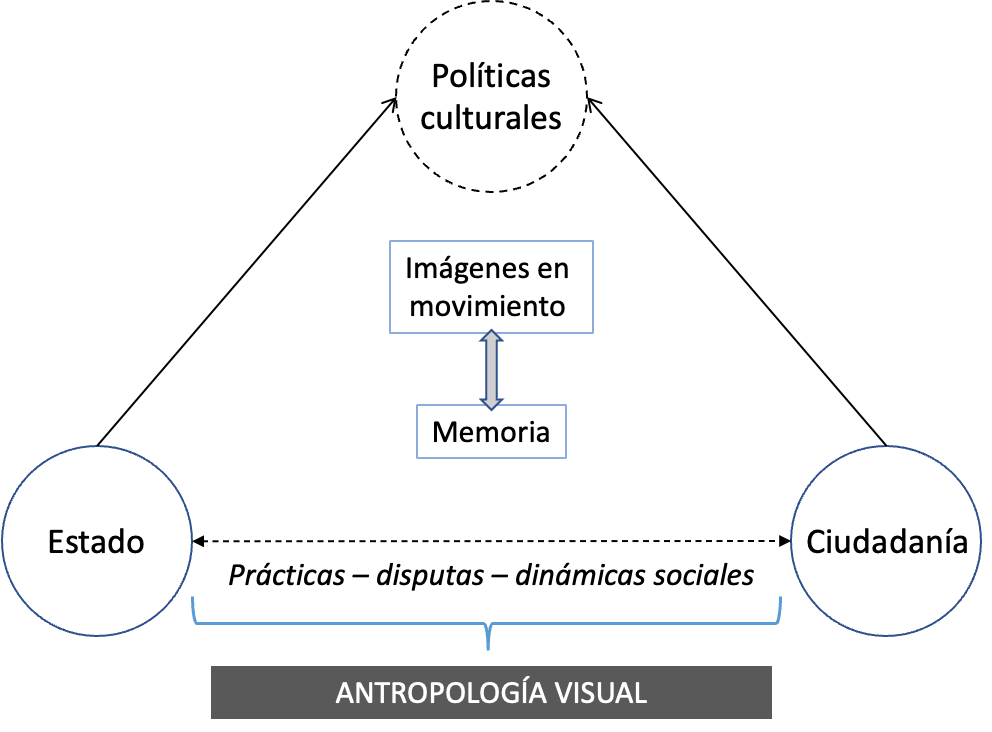 Políticas
culturales
Imágenes en
movimiento
Memoria
Estado
Ciudadanía
Prácticas – disputas – dinámicas sociales
ANTROPOLOGÍA VISUAL